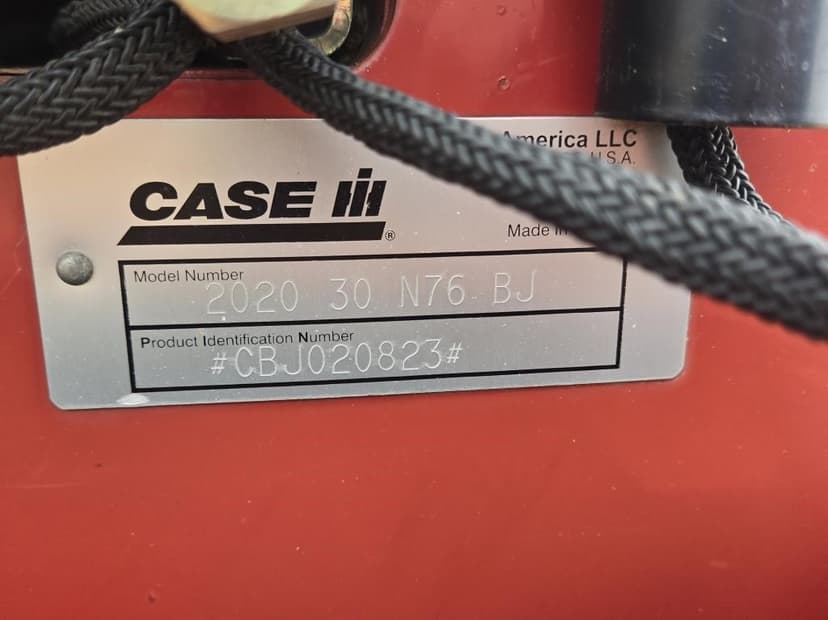 America LLC
U.S.A.
CASE IH
®
Made in
Model Number
2020 30 N76 BJ
Product Identification Number
#CBJ020823#